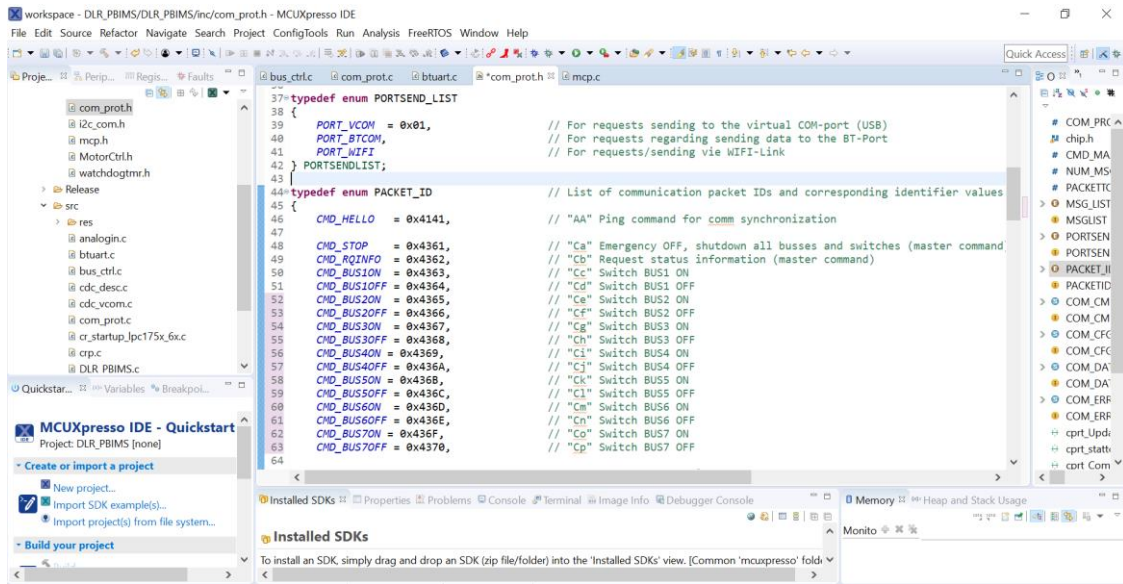 workspace - DLR_PBIMS/DLR_PBIMS/inc/com_prot.h - MCUXpresso IDE
File Edit Source Refactor Navigate Search Project ConfigTools Run Analysis FreeRTOS Window Help
Quick Access
Proje... Perip... Regis... Faults
bus_ctrl.c com_prot.c btuart.c *com_prot.h mcp.c
com_prot.h
i2c_com.h
mcp.h
MotorCtrl.h
watchdogtmr.h
Release
src
res
analogin.c
btuart.c
bus_ctrl.c
cdc_desc.c
cdc_vcom.c
com_prot.c
cr_startup_lpc175x_6x.c
crp.c
DLR_PBIMS.c
37 typedef enum PORTSEND_LIST
38 {
39 PORT_VCOM = 0x01, // For requests sending to the virtual COM-port (USB)
40 PORT_BTCOM, // For requests regarding sending data to the BT-Port
41 PORT_WIFI // For requests/sending vie WIFI-Link
42 } PORTSENDLIST;
43
44 typedef enum PACKET_ID // List of communication packet IDs and corresponding identifier values
45 {
46 CMD_HELLO = 0x4141, // "AA" Ping command for comm synchronization
47
48 CMD_STOP = 0x4361, // "Ca" Emergency OFF, shutdown all busses and switches (master command
49 CMD_RQINFO = 0x4362, // "Cb" Request status information (master command)
50 CMD_BUS1ON = 0x4363, // "Cc" Switch BUS1 ON
51 CMD_BUS1OFF = 0x4364, // "Cd" Switch BUS1 OFF
52 CMD_BUS2ON = 0x4365, // "Ce" Switch BUS2 ON
53 CMD_BUS2OFF = 0x4366, // "Cf" Switch BUS2 OFF
54 CMD_BUS3ON = 0x4367, // "Cg" Switch BUS3 ON
55 CMD_BUS3OFF = 0x4368, // "Ch" Switch BUS3 OFF
56 CMD_BUS4ON = 0x4369, // "Ci" Switch BUS4 ON
57 CMD_BUS4OFF = 0x436A, // "Cj" Switch BUS4 OFF
58 CMD_BUS5ON = 0x436B, // "Ck" Switch BUS5 ON
59 CMD_BUS5OFF = 0x436C, // "Cl" Switch BUS5 OFF
60 CMD_BUS6ON = 0x436D, // "Cm" Switch BUS6 ON
61 CMD_BUS6OFF = 0x436E, // "Cn" Switch BUS6 OFF
62 CMD_BUS7ON = 0x436F, // "Co" Switch BUS7 ON
63 CMD_BUS7OFF = 0x4370, // "Cp" Switch BUS7 OFF
64
COM_PRC
chip.h
CMD_MA
NUM_MS
PACKETTC
MSG_LIST
MSGLIST
PORTSEN
PORTSEN
PACKET_I
PACKETID
COM_CM
COM_CM
COM_CFG
COM_CFG
COM_DA
COM_DA
COM_ERR
COM_ERR
cprt_Upda
cprt_statt
cprt Com
Quickstar... Variables Breakpoi...
MCUXpresso IDE - Quickstart
Project: DLR_PBIMS [none]
Create or import a project
New project...
Import SDK example(s)...
Import project(s) from file system...
Build your project
Build
Installed SDKs Properties Problems Console Terminal Image Info Debugger Console
Installed SDKs
To install an SDK, simply drag and drop an SDK (zip file/folder) into the 'Installed SDKs' view. [Common 'mcuxpresso' folde
Memory Heap and Stack Usage
Monito